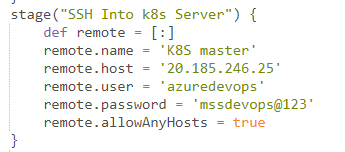 stage("SSH Into k8s Server") {
def remote = [:]
remote.name = 'K8S master'
remote.host = '20.185.246.25'
remote.user = 'azuredevops'
remote.password = 'mssdevops@123'
remote.allowAnyHosts = true
}